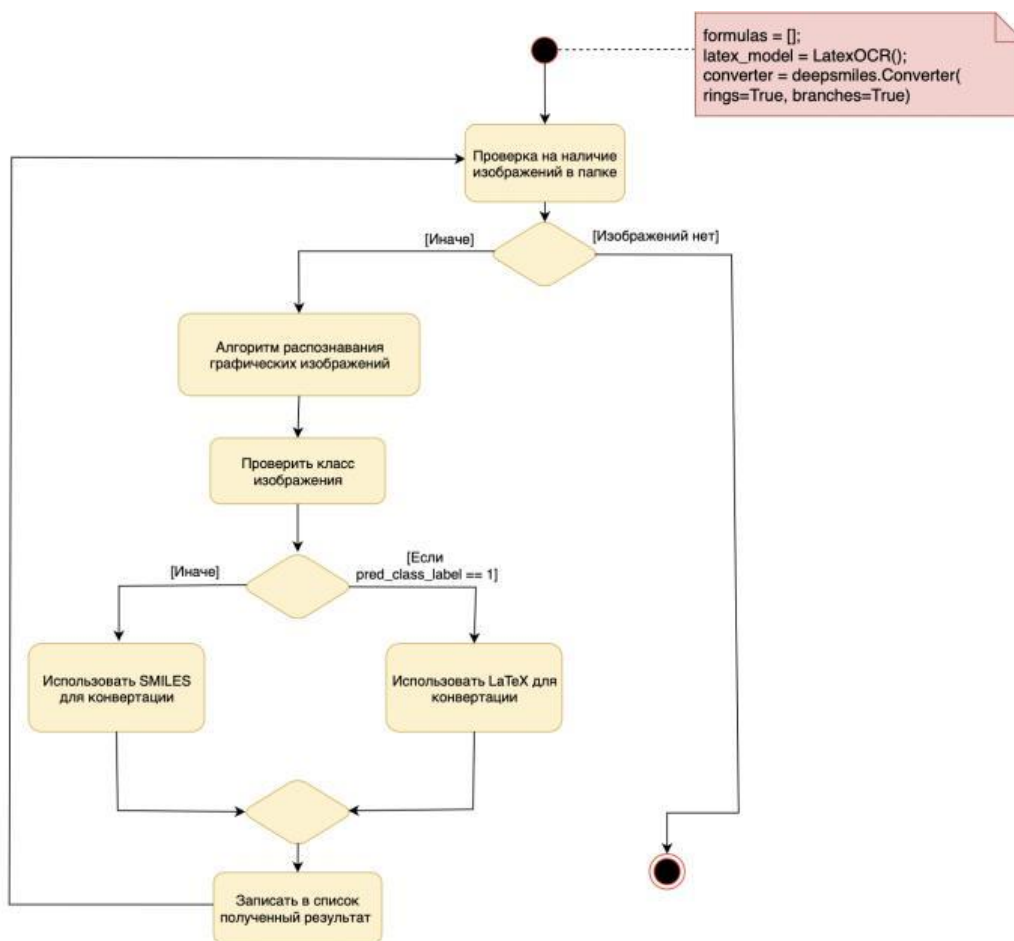 formulas = [];
latex_model = LatexOCR();
converter = deepsmiles.Converter(
rings=True, branches=True)
Проверка на наличие
изображений в папке
[Иначе]
[Изображений нет]
Алгоритм распознавания
графических изображений
Проверить класс
изображения
[Иначе]
[Если
pred_class_label == 1]
Использовать SMILES
для конвертации
Использовать LaTeX для
конвертации
Записать в список
полученный результат